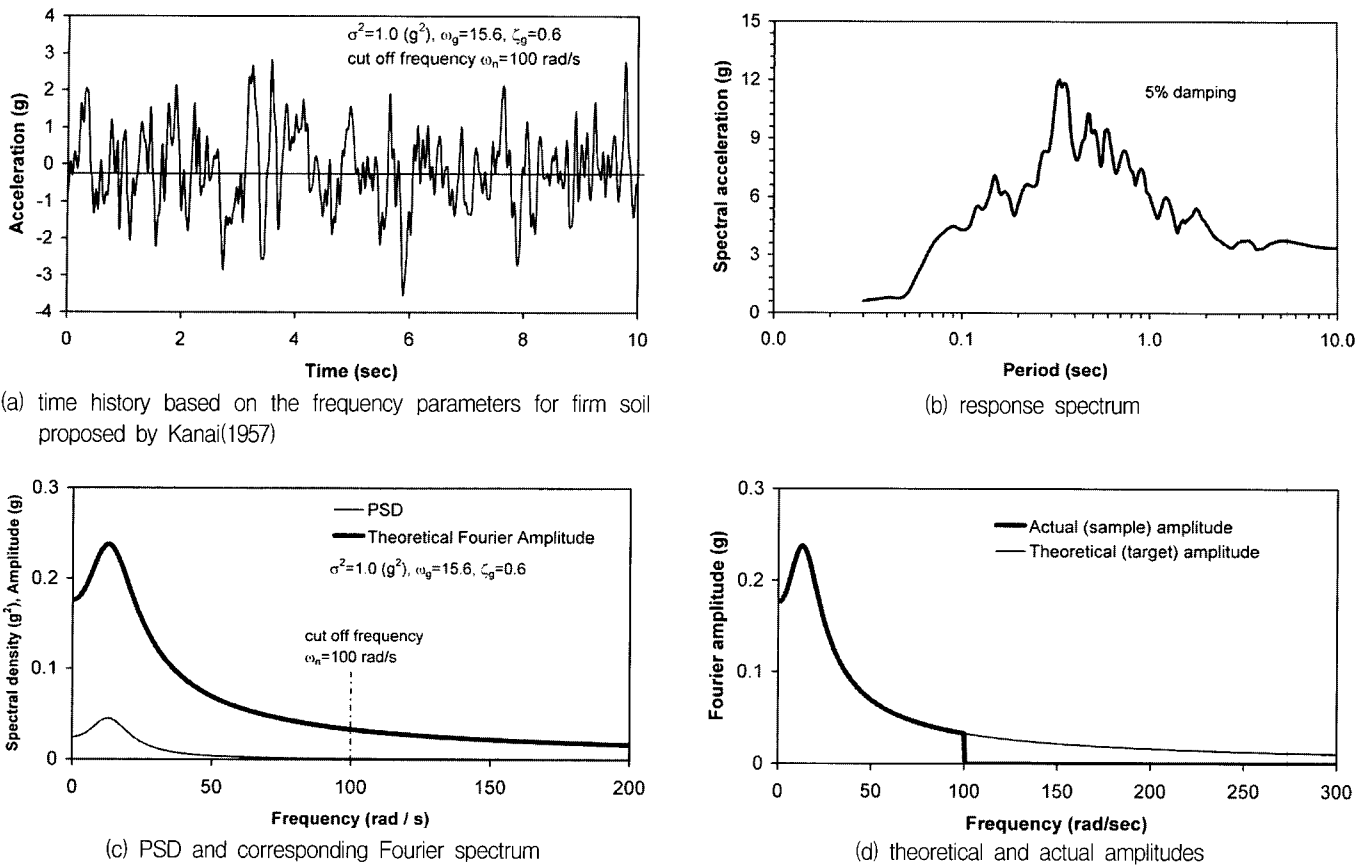 σ²=1.0 (g²), ω_g=15.6, ζ_g=0.6
cut off frequency ω_n=100 rad/s
Acceleration (g)
4
3
2
1
0
-1
-2
-3
-4
0
2
4
6
8
10
Time (sec)
(a) time history based on the frequency parameters for firm soil
proposed by Kanai(1957)
Spectral acceleration (g)
15
12
9
6
3
0
5% damping
0.0
0.1
1.0
10.0
Period (sec)
(b) response spectrum
Spectral density (g²), Amplitude (g)
0.3
0.2
0.1
0
PSD
Theoretical Fourier Amplitude
σ²=1.0 (g²), ω_g=15.6, ζ_g=0.6
cut off frequency
ω_n=100 rad/s
0
50
100
150
200
Frequency (rad / s)
(c) PSD and corresponding Fourier spectrum
Fourier amplitude (g)
0.3
0.2
0.1
0
Actual (sample) amplitude
Theoretical (target) amplitude
0
50
100
150
200
250
300
Frequency (rad/sec)
(d) theoretical and actual amplitudes